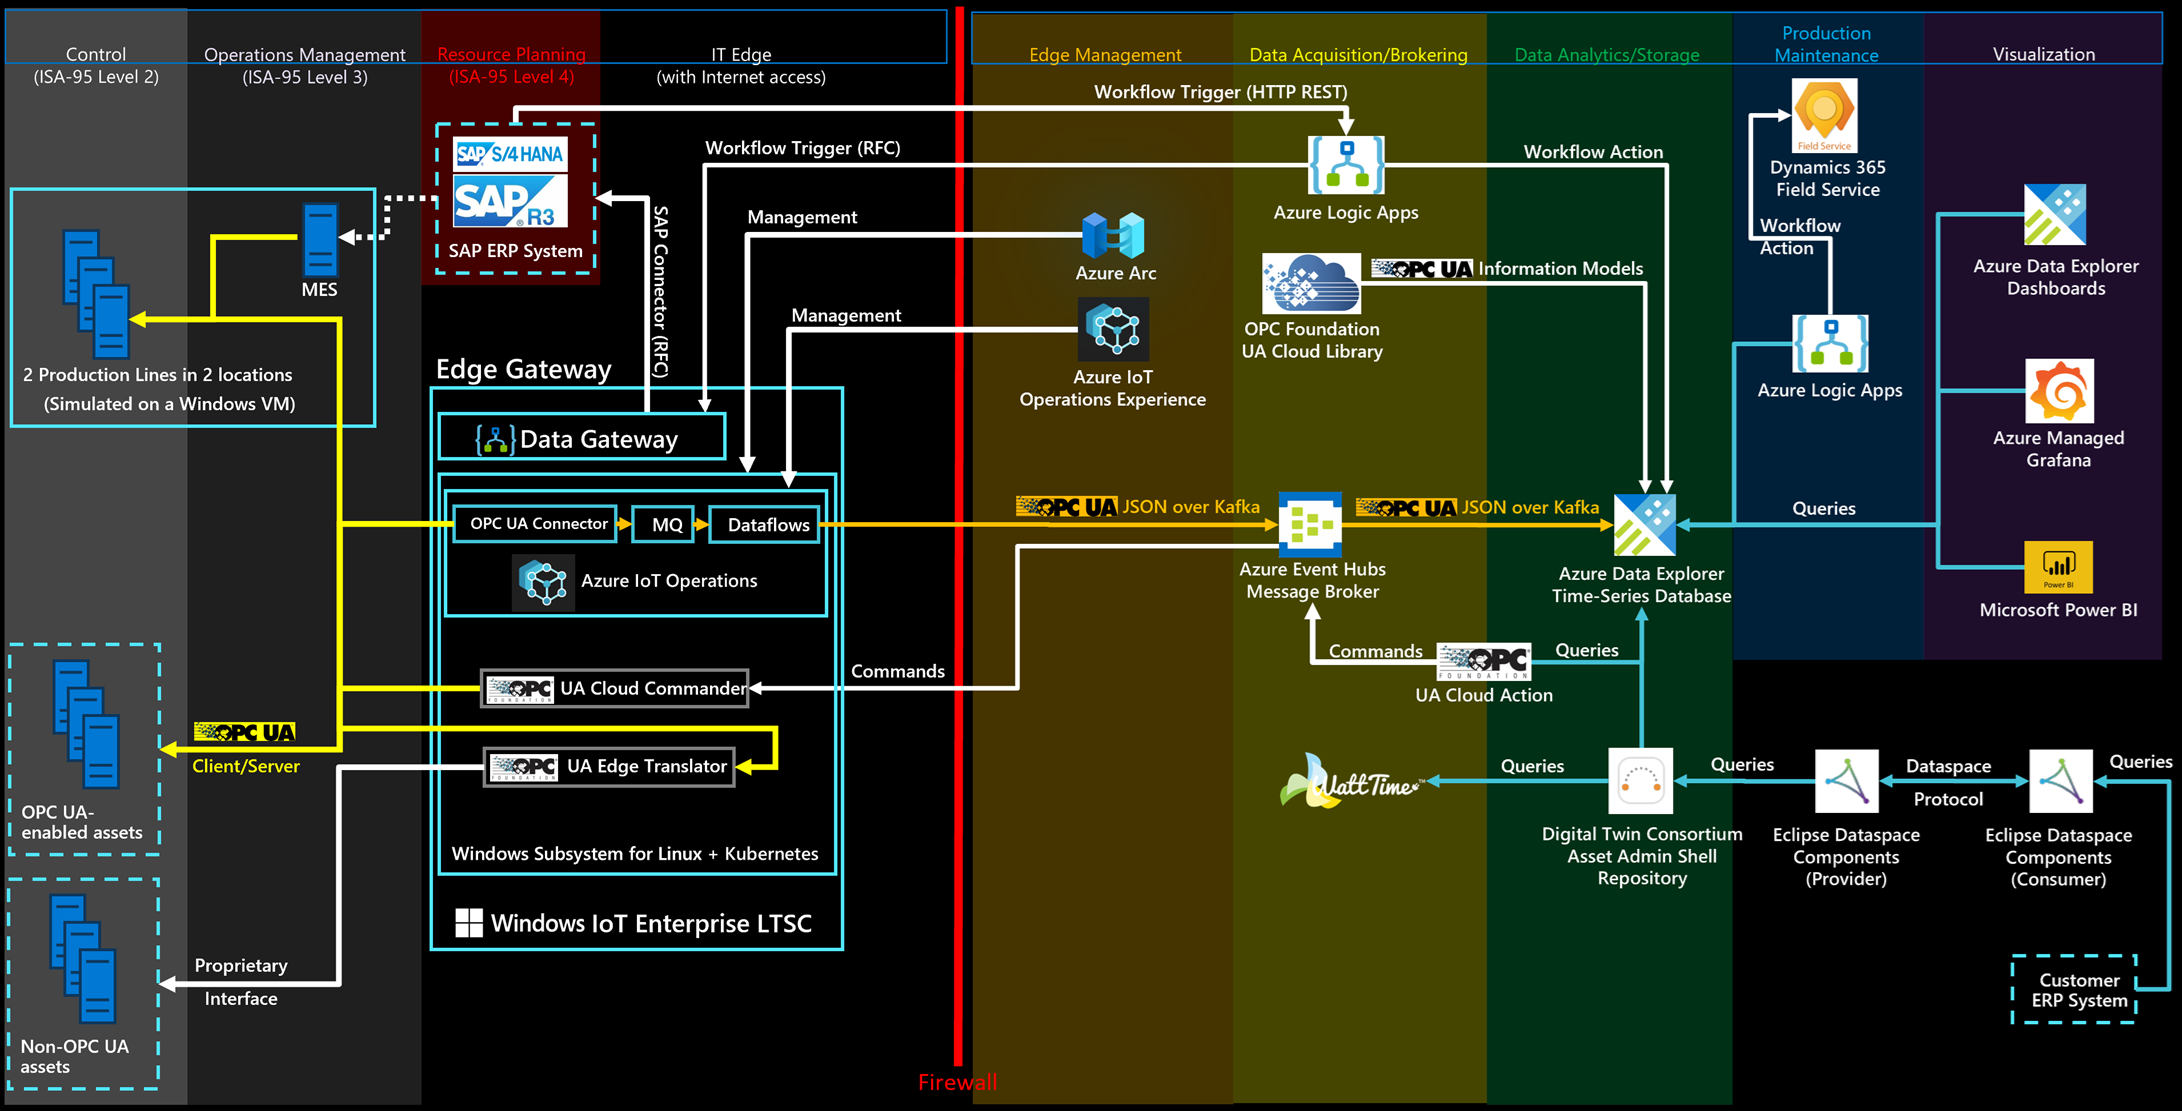 Control
(ISA-95 Level 2)
Operations Management
(ISA-95 Level 3)
Resource Planning
(ISA-95 Level 4)
IT Edge
(with Internet access)
Edge Management
Data Acquisition/Brokering
Data Analytics/Storage
Production
Maintenance
Visualization
Workflow Trigger (HTTP REST)
SAP S/4 HANA
SAP® R3
SAP ERP System
Workflow Trigger (RFC)
SAP Connector (RFC)
Workflow Action
Azure Logic Apps
Field Service
Dynamics 365
Field Service
Workflow
Action
Azure Logic Apps
Management
Azure Arc
OPC UA Information Models
OPC Foundation
UA Cloud Library
Management
Azure IoT
Operations Experience
Azure Data Explorer
Dashboards
Azure Managed
Grafana
Power BI
Microsoft Power BI
MES
2 Production Lines in 2 locations
(Simulated on a Windows VM)
Edge Gateway
Data Gateway
OPC UA Connector
MQ
Dataflows
Azure IoT Operations
OPC UA JSON over Kafka
OPC UA JSON over Kafka
Queries
Azure Event Hubs
Message Broker
Azure Data Explorer
Time-Series Database
OPC
FOUNDATION
UA Cloud Commander
Commands
Commands
OPC
FOUNDATION
Queries
UA Cloud Action
OPC UA
Client/Server
OPC
FOUNDATION
UA Edge Translator
OPC UA-
enabled assets
Windows Subsystem for Linux + Kubernetes
Windows IoT Enterprise LTSC
WattTime™
Queries
Queries
Dataspace
Protocol
Queries
Digital Twin Consortium
Asset Admin Shell
Repository
Eclipse Dataspace
Components
(Provider)
Eclipse Dataspace
Components
(Consumer)
Proprietary
Interface
Non-OPC UA
assets
Customer
ERP System
Firewall